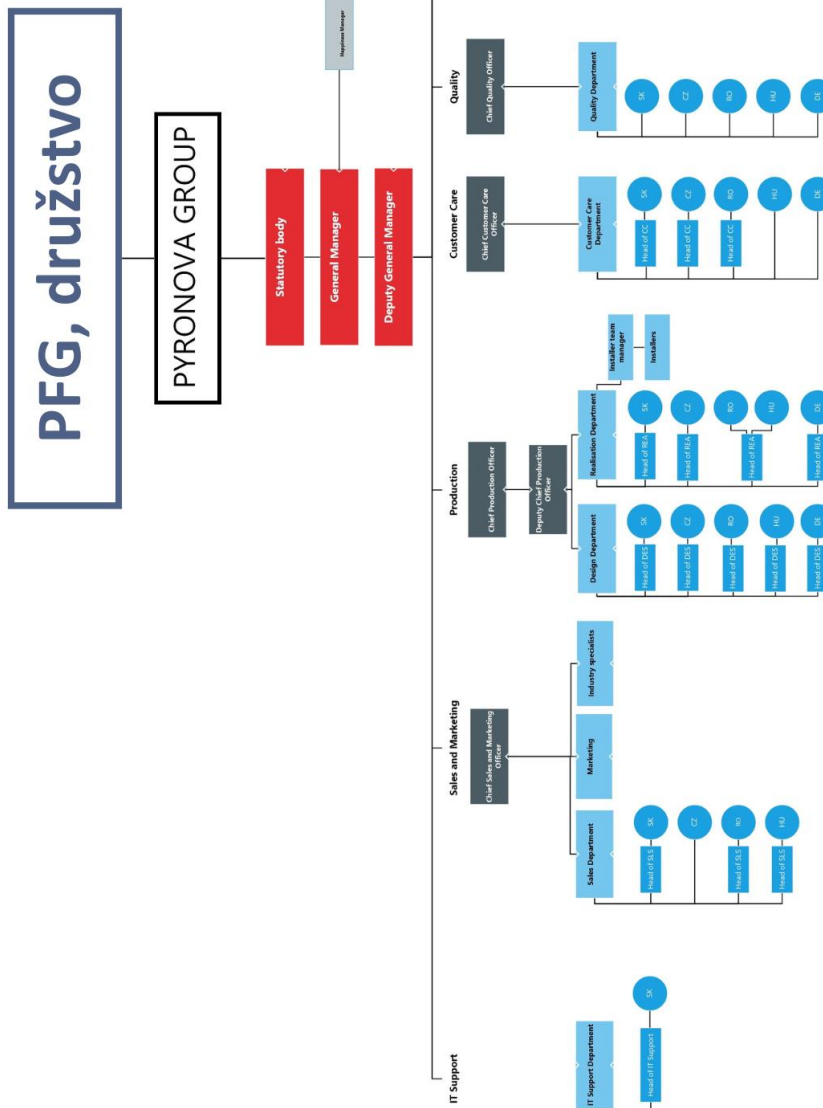 PFG, družstvo
PYRONOVA GROUP
Statutory body
General Manager
Happiness Manager
Deputy General Manager
IT Support
IT Support Department
Head of IT Support
SK
Sales and Marketing
Chief Sales and Marketing
Officer
Sales Department
Head of SLS
SK
CZ
Head of SLS
RO
Head of SLS
HU
Marketing
Industry specialists
Production
Chief Production Officer
Deputy Chief Production
Officer
Design Department
Head of DES
SK
Head of DES
CZ
Head of DES
RO
Head of DES
HU
Head of DES
DE
Realisation Department
Installer team
manager
Installers
Head of REA
SK
Head of REA
CZ
Head of REA
RO
HU
Head of REA
DE
Customer Care
Chief Customer Care
Officer
Customer Care
Department
Head of CC
SK
Head of CC
CZ
Head of CC
RO
HU
DE
Quality
Chief Quality Officer
Quality Department
SK
CZ
RO
HU
DE